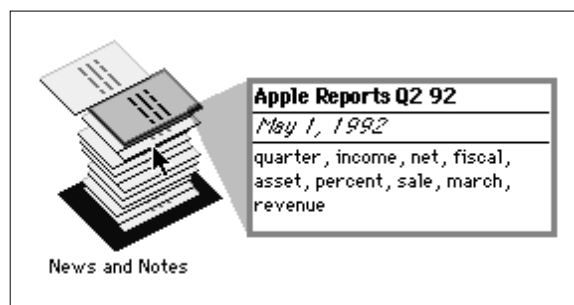 Apple Reports Q2 92
May 1, 1992
quarter, income, net, fiscal,
asset, percent, sale, march,
revenue
News and Notes